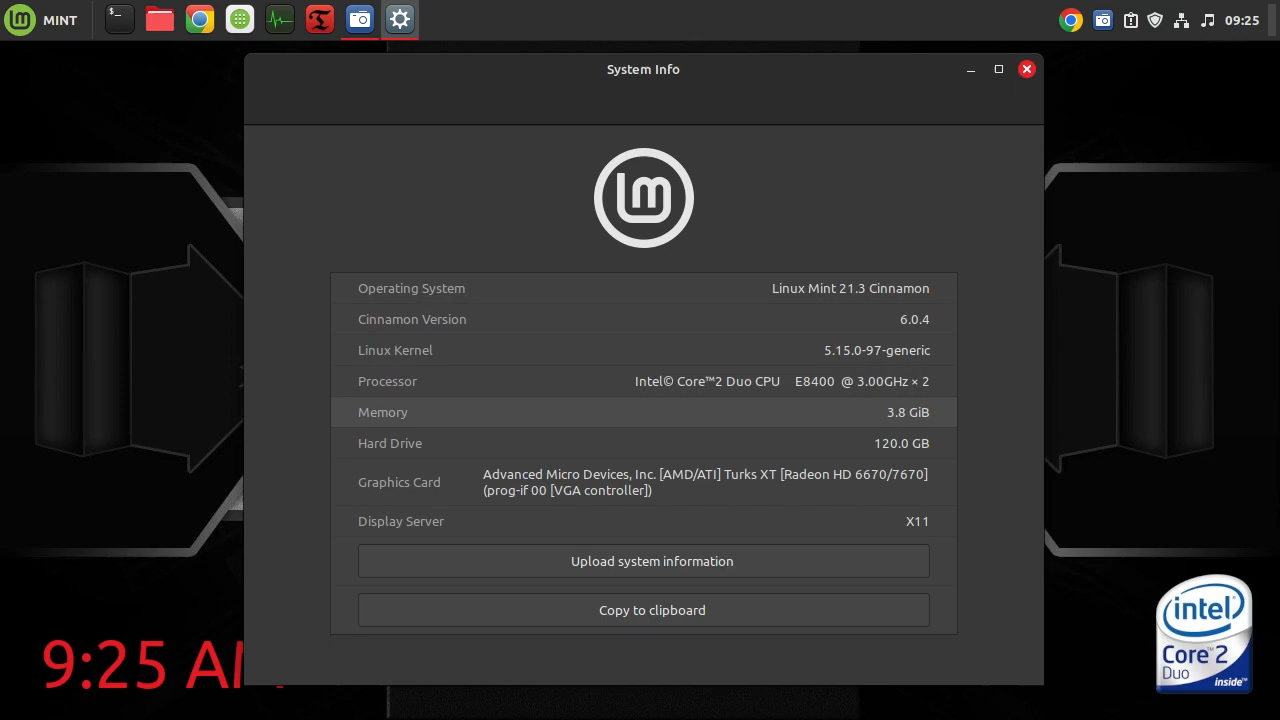 MINT
09:25
System Info
Operating System Linux Mint 21.3 Cinnamon
Cinnamon Version 6.0.4
Linux Kernel 5.15.0-97-generic
Processor Intel© Core™2 Duo CPU E8400 @ 3.00GHz × 2
Memory 3.8 GiB
Hard Drive 120.0 GB
Graphics Card Advanced Micro Devices, Inc. [AMD/ATI] Turks XT [Radeon HD 6670/7670]
(prog-if 00 [VGA controller])
Display Server X11
Upload system information
Copy to clipboard
9:25 AM
intel
Core™2
Duo
inside™